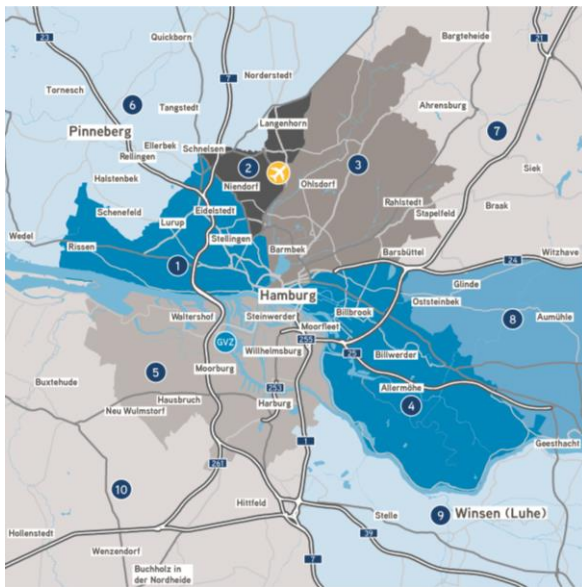 Bargteheide
21
23
Quickborn
7
Norderstedt
Tornesch
6
Tangstedt
Ahrensburg
Langenhorn
Pinneberg
7
Ellerbek
Schnelsen
3
Rellingen
2
Siek
Halstenbek
Niendorf
Ohlsdorf
Rahlstedt
Braak
Schenefeld
Eidelstedt
Stapelfeld
Lurup
Wedel
Stellingen
Rissen
Barmbek
Barsbüttel
24
Witzhave
1
Glinde
Hamburg
Oststeinbek
Billbrook
8
Waltershof
Steinwerder
Aumühle
Moorfleet
GVZ
255
25
Billwerder
Willhelmsburg
5
Moorburg
Buxtehude
Allermöhe
253
Hausbruch
4
Neu Wulmstorf
Harburg
Geesthacht
1
261
10
Hittfeld
9
Winsen (Luhe)
Stelle
Hollenstedt
39
Wenzendorf
7
Buchholz in
der Nordheide